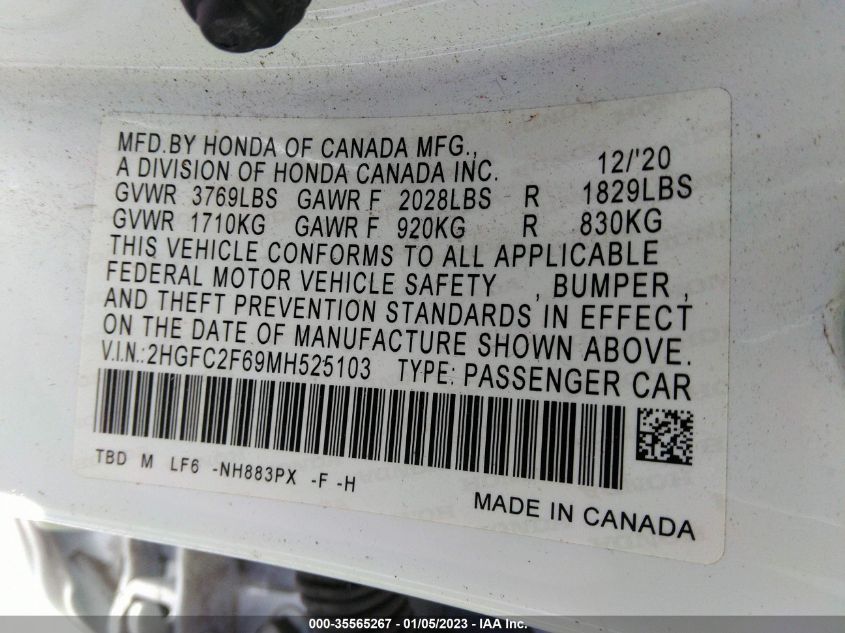 MFD.BY HONDA OF CANADA MFG.,
A DIVISION OF HONDA CANADA INC. 12/'20
GVWR 3769LBS GAWR F 2028LBS R 1829LBS
GVWR 1710KG GAWR F 920KG R 830KG
THIS VEHICLE CONFORMS TO ALL APPLICABLE
FEDERAL MOTOR VEHICLE SAFETY , BUMPER ,
AND THEFT PREVENTION STANDARDS IN EFFECT
ON THE DATE OF MANUFACTURE SHOWN ABOVE.
V.I.N.:2HGFC2F69MH525103 TYPE: PASSENGER CAR
TBD M LF6 -NH883PX -F -H
MADE IN CANADA
000-35565267 - 01/05/2023 - IAA Inc.